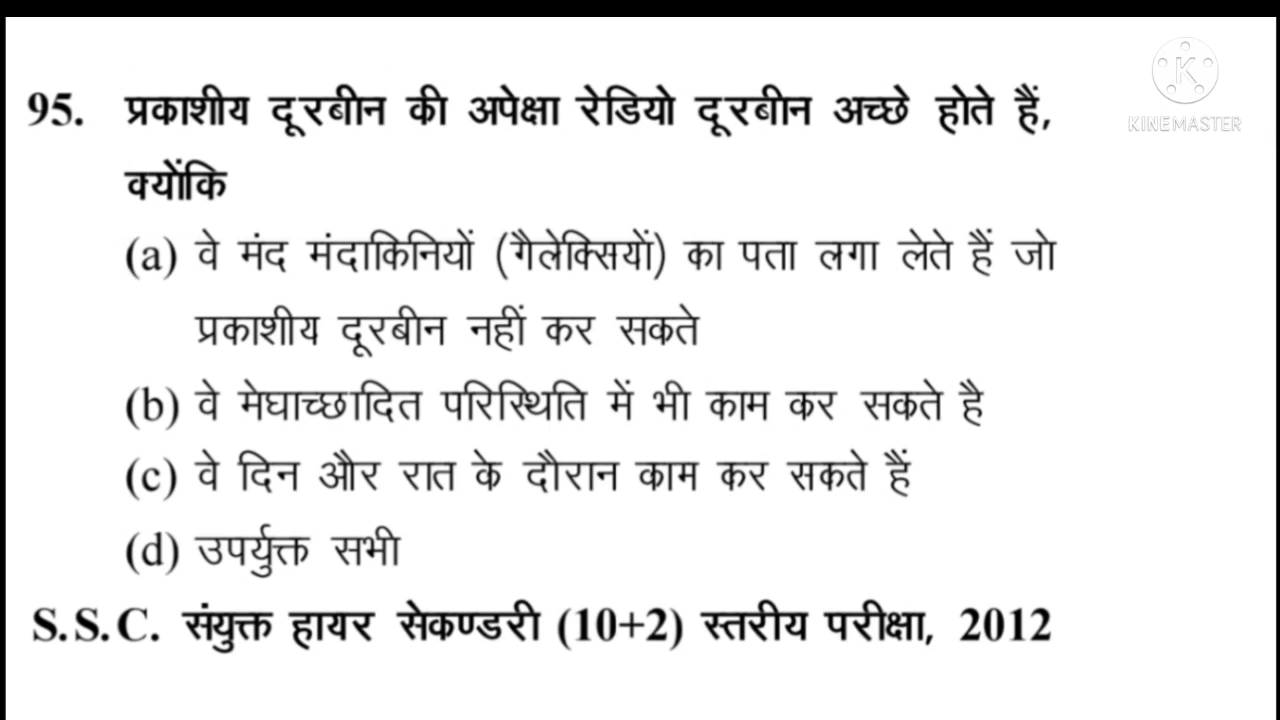 95. प्रकाशीय दूरबीन की अपेक्षा रेडियो दूरबीन अच्छे होते हैं,
क्योंकि
(a) वे मंद मंदाकिनियों (गैलेक्सियों) का पता लगा लेते हैं जो
प्रकाशीय दूरबीन नहीं कर सकते
(b) वे मेघाच्छादित परिस्थिति में भी काम कर सकते है
(c) वे दिन और रात के दौरान काम कर सकते हैं
(d) उपर्युक्त सभी
S.S.C. संयुक्त हायर सेकण्डरी (10+2) स्तरीय परीक्षा, 2012
K
KINEMASTER